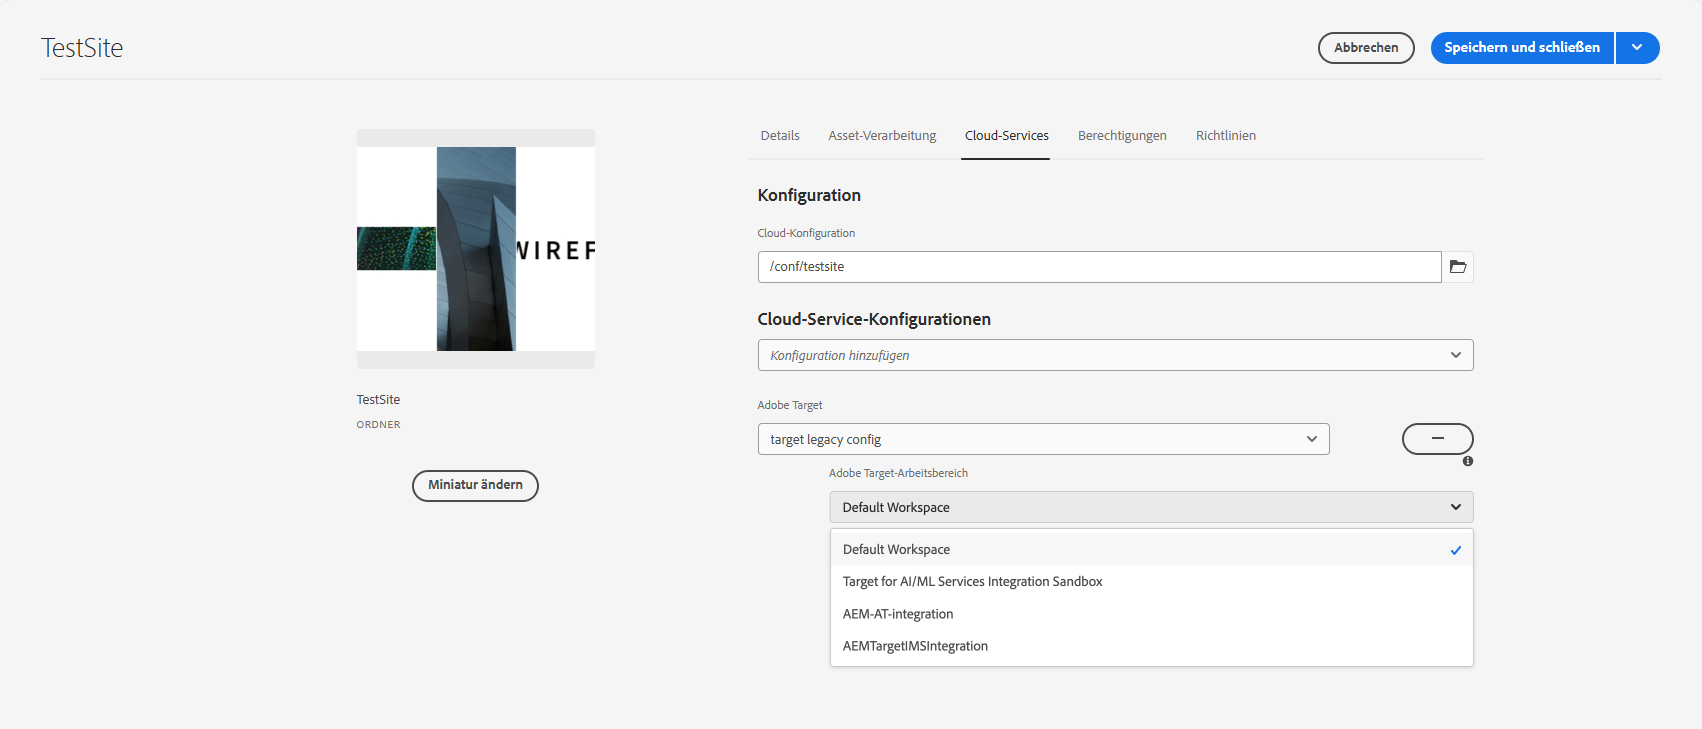 TestSite
Abbrechen
Speichern und schließen
Details
Asset-Verarbeitung
Cloud-Services
Berechtigungen
Richtlinien
WIREF
TestSite
ORDNER
Miniatur ändern
Konfiguration
Cloud-Konfiguration
/conf/testsite
Cloud-Service-Konfigurationen
Konfiguration hinzufügen
Adobe Target
target legacy config
Adobe Target-Arbeitsbereich
Default Workspace
Default Workspace
Target for AI/ML Services Integration Sandbox
AEM-AT-integration
AEMTargetIMSIntegration